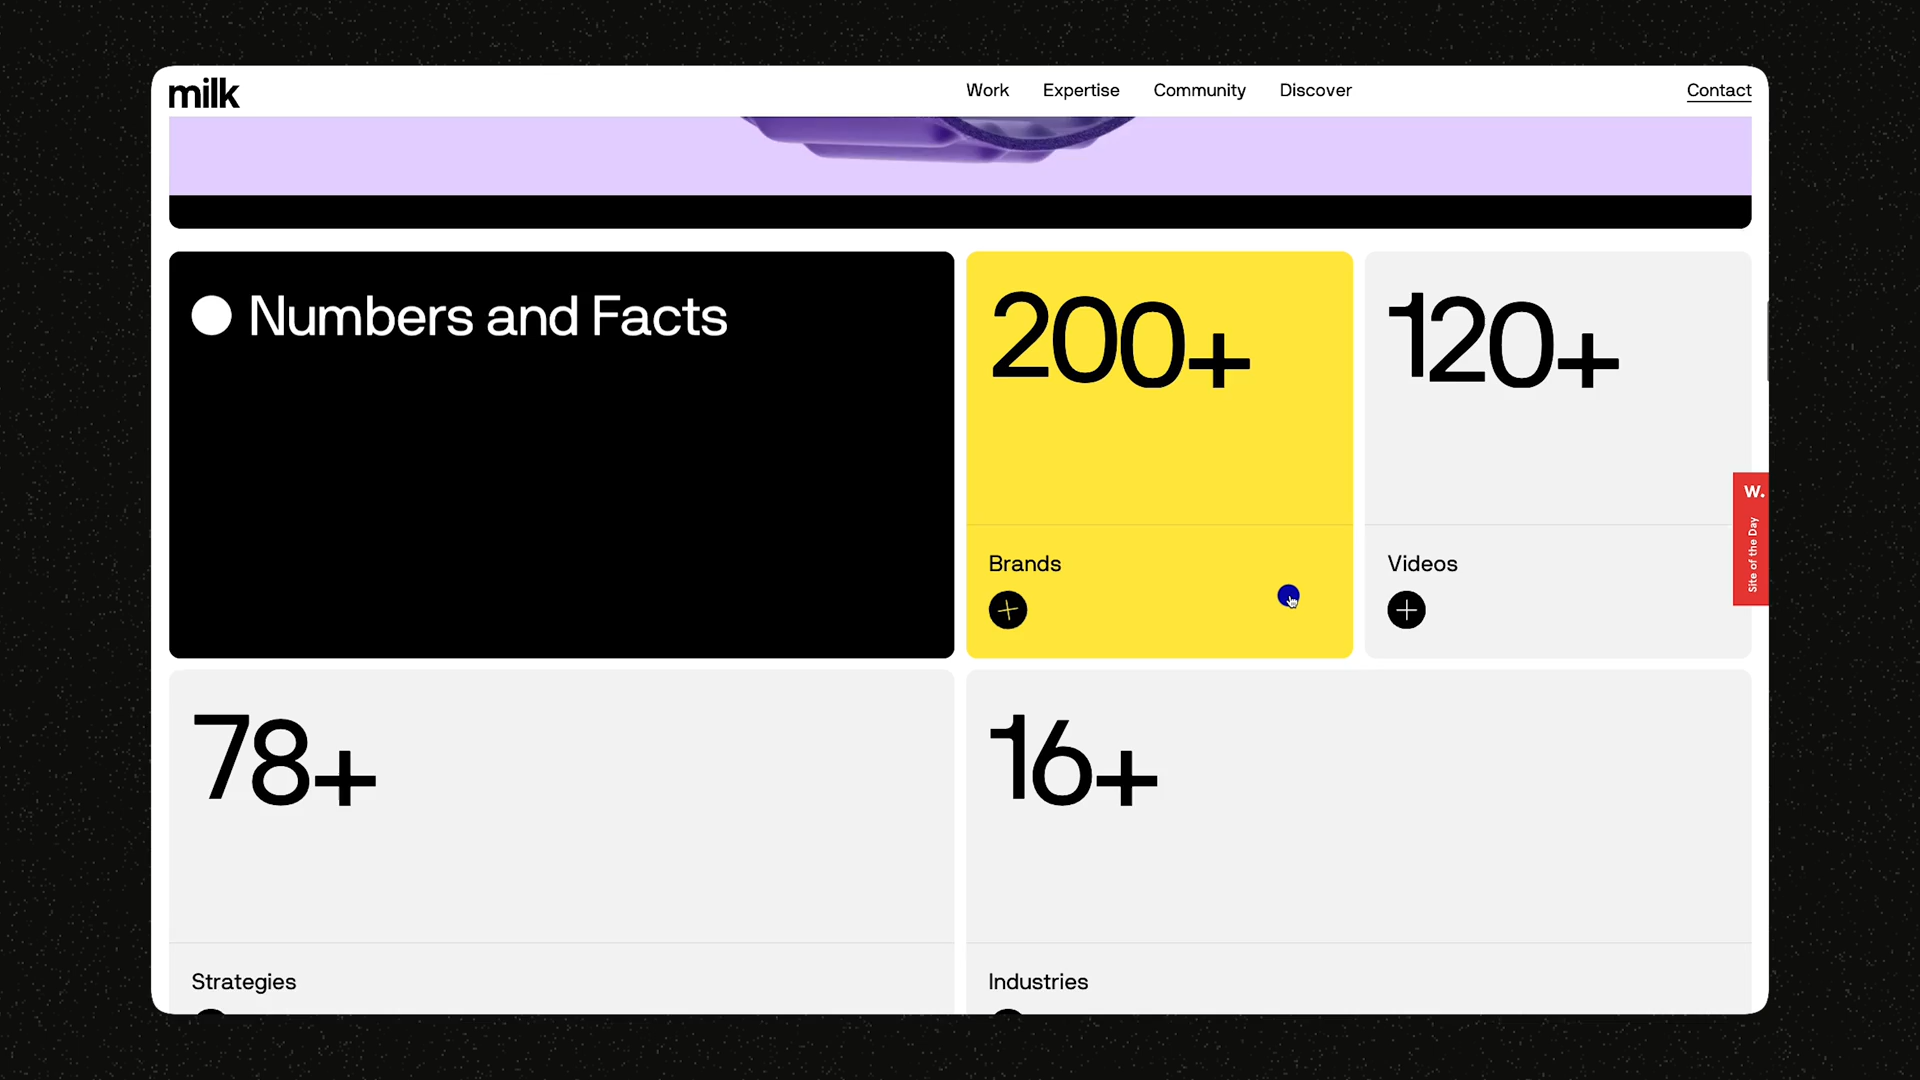 milk
Work
Expertise
Community
Discover
Contact
Numbers and Facts
200+
120+
W.
Site of the Day
Brands
Videos
78+
16+
Strategies
Industries